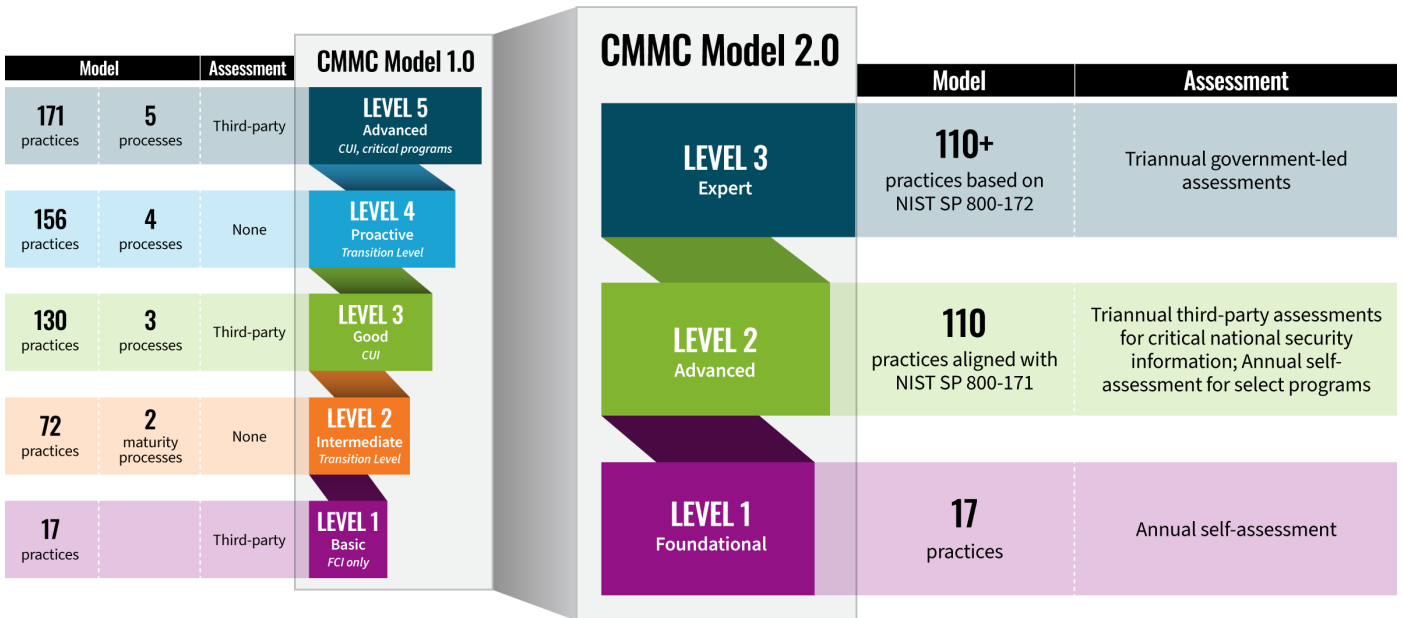 CMMC Model 1.0
Model
Assessment
171
practices
5
processes
Third-party
LEVEL 5
Advanced
CUI, critical programs
156
practices
4
processes
None
LEVEL 4
Proactive
Transition Level
130
practices
3
processes
Third-party
LEVEL 3
Good
CUI
72
practices
2
maturity
processes
None
LEVEL 2
Intermediate
Transition Level
17
practices
Third-party
LEVEL 1
Basic
FCI only
CMMC Model 2.0
Model
Assessment
LEVEL 3
Expert
110+
practices based on
NIST SP 800-172
Triannual government-led
assessments
LEVEL 2
Advanced
110
practices aligned with
NIST SP 800-171
Triannual third-party assessments
for critical national security
information; Annual self-
assessment for select programs
LEVEL 1
Foundational
17
practices
Annual self-assessment